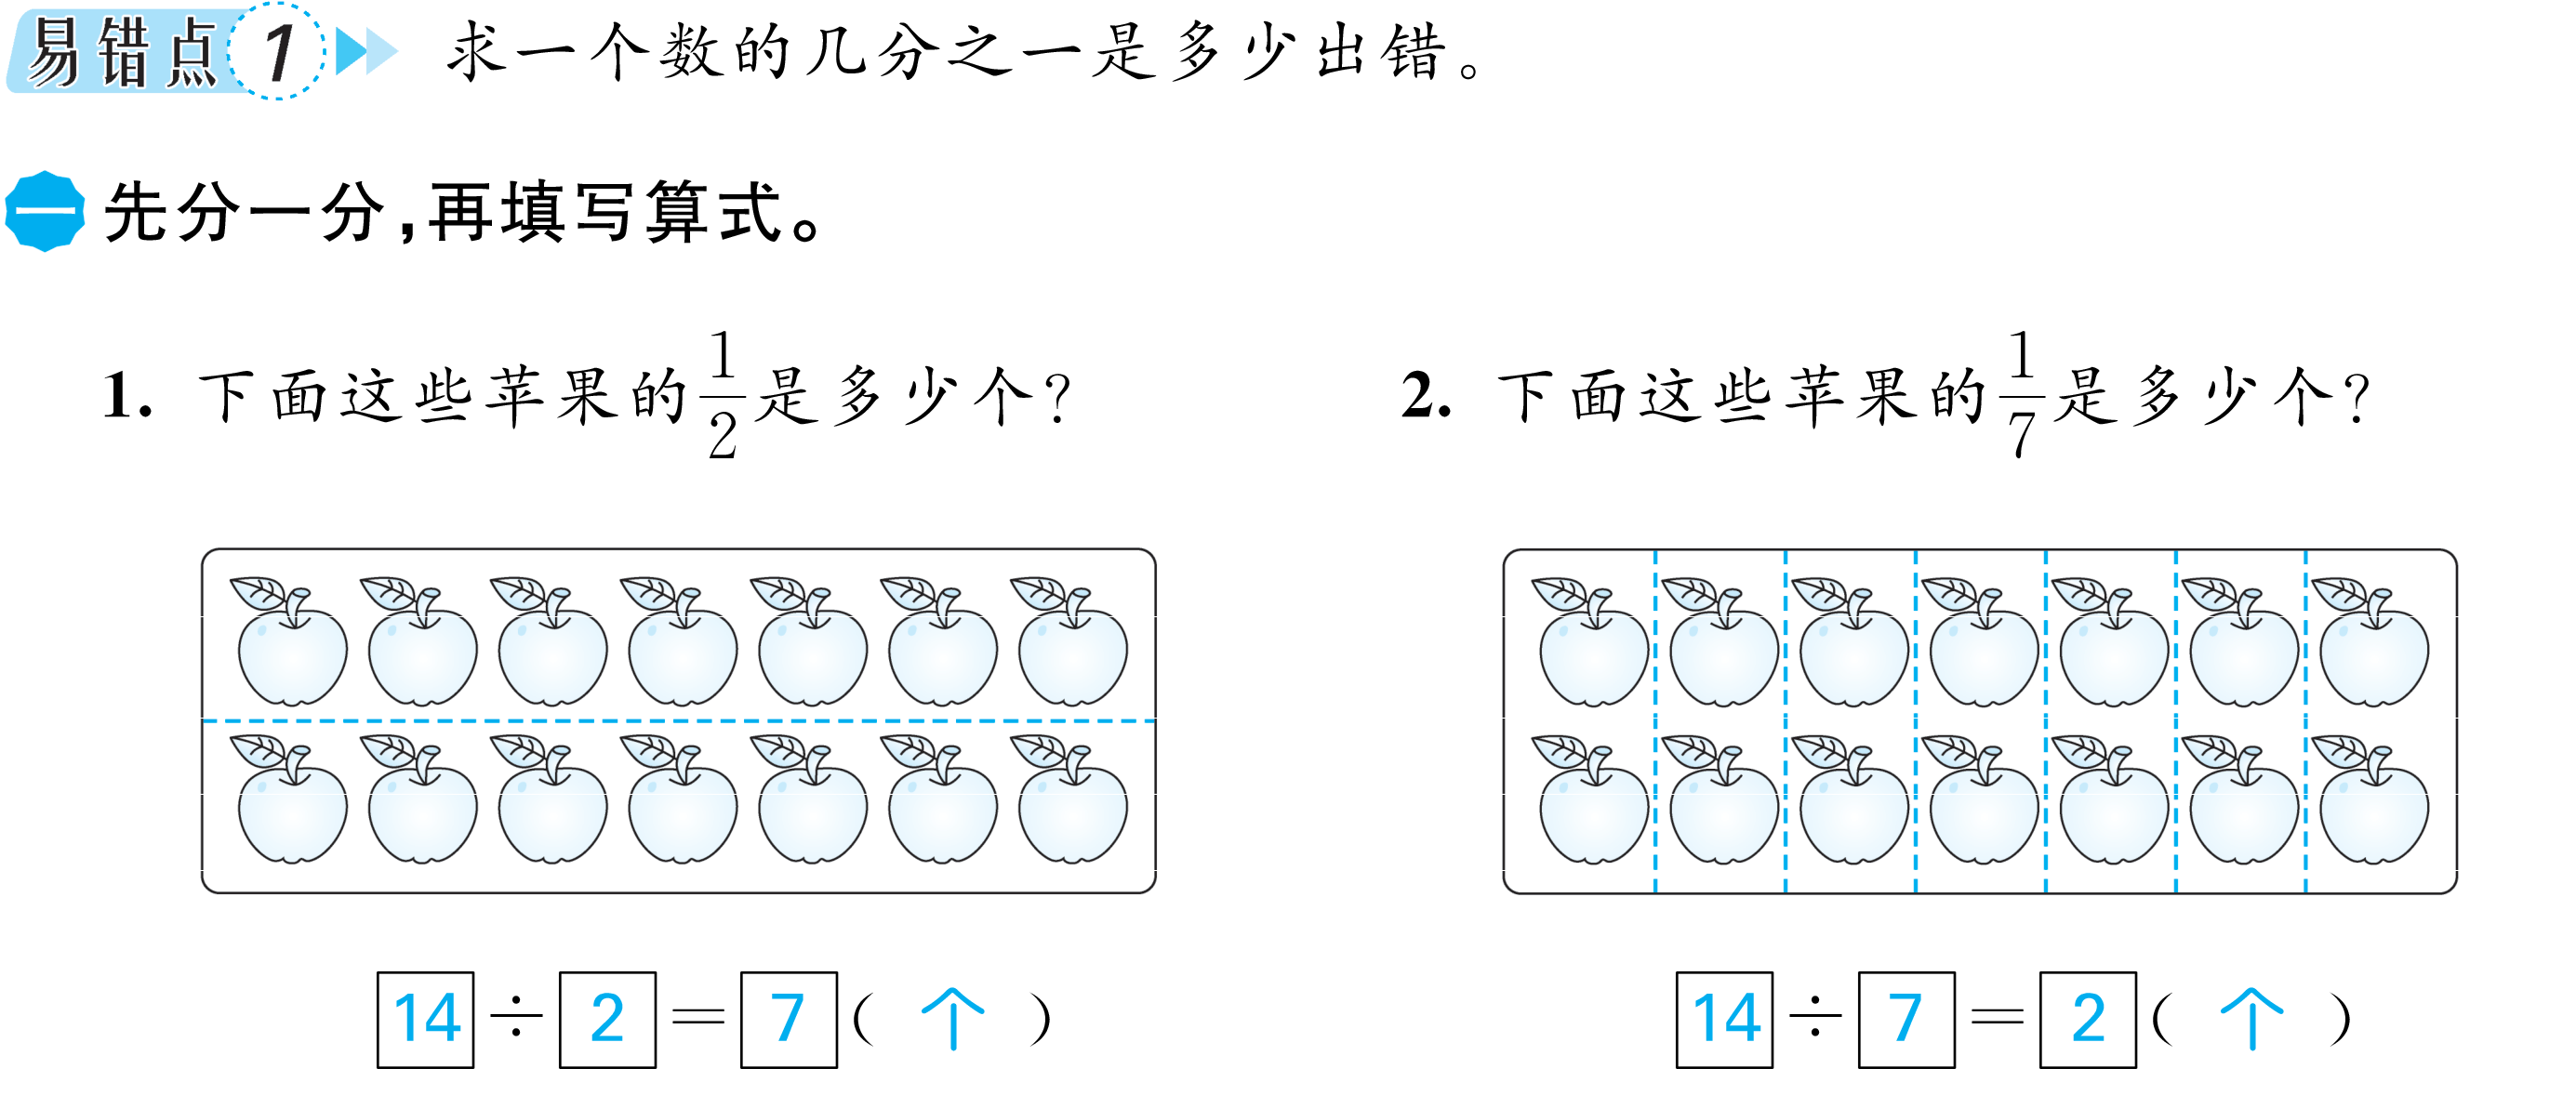 易错点 1 求一个数的几分之一是多少出错。
一 先分一分,再填写算式。
1. 下面这些苹果的1/2是多少个?
2. 下面这些苹果的1/7是多少个?
14÷2=7(个)
14÷7=2(个)